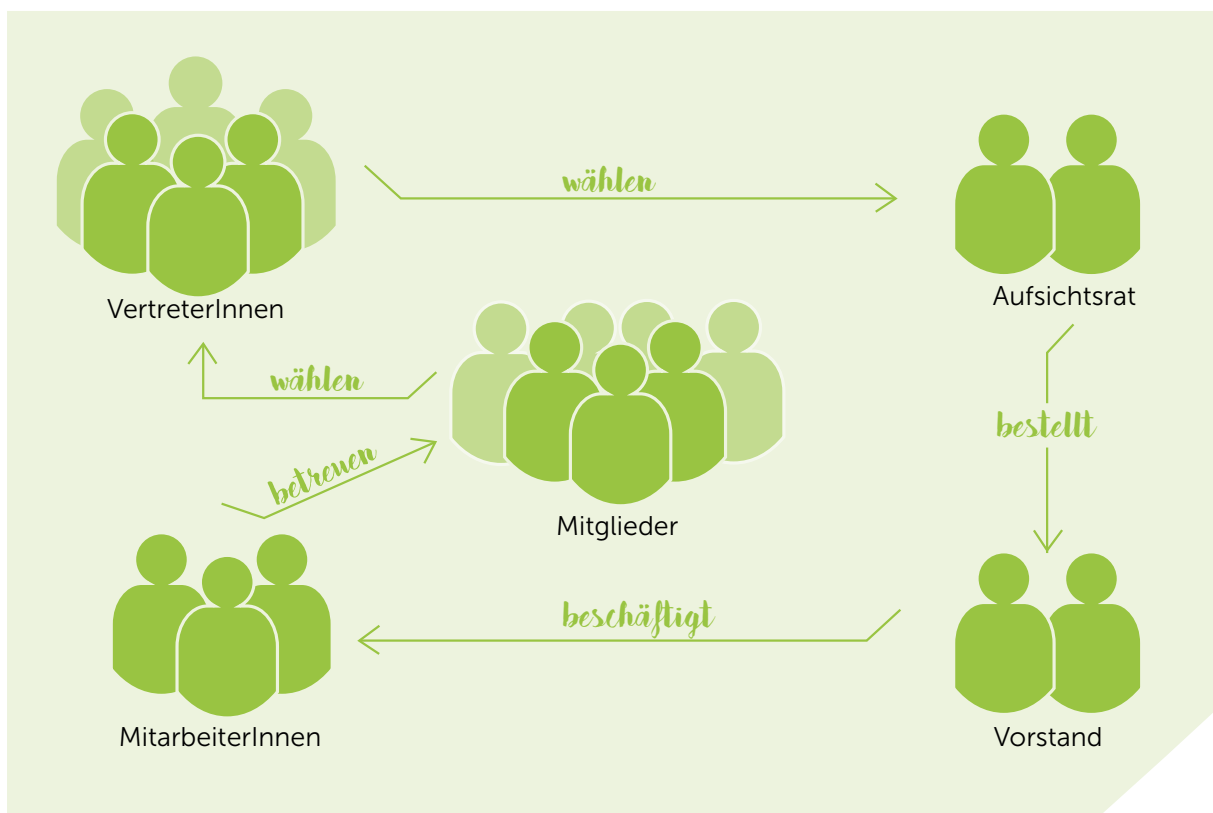 wählen
VertreterInnen
Aufsichtsrat
wählen
bestellt
betreuen
Mitglieder
beschäftigt
MitarbeiterInnen
Vorstand